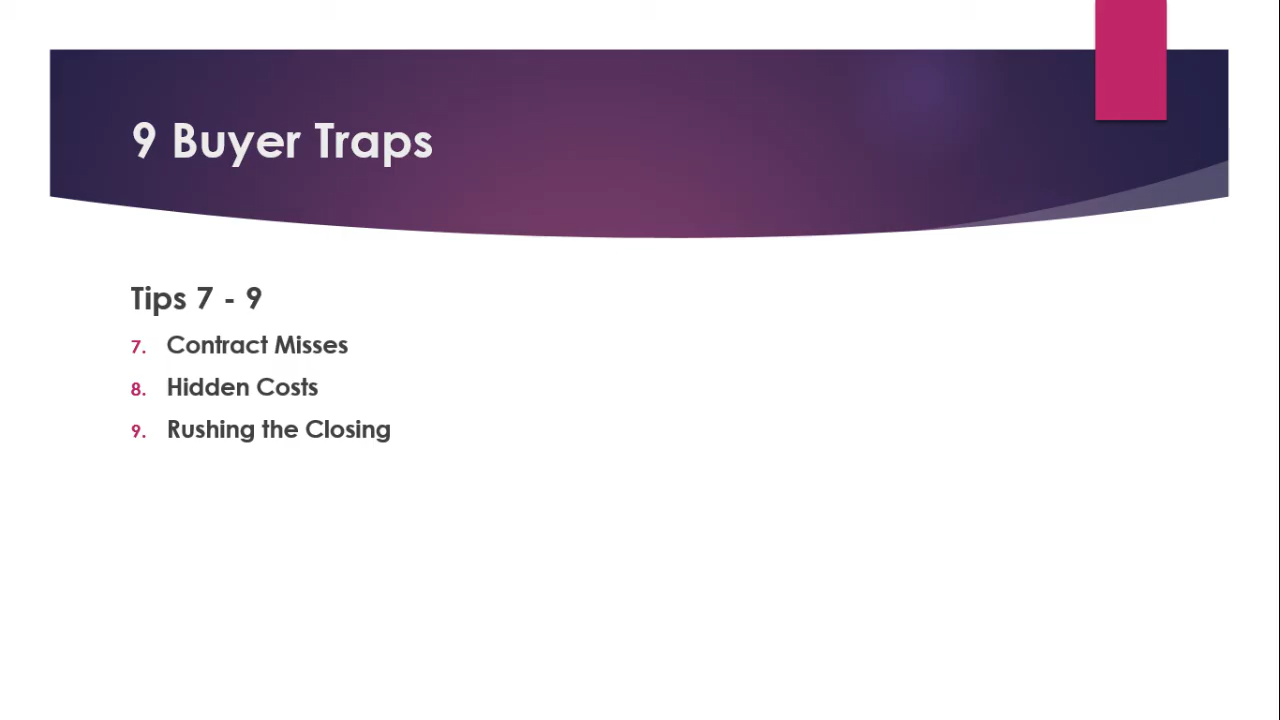 9 Buyer Traps
Tips 7 - 9
7. Contract Misses
8. Hidden Costs
9. Rushing the Closing